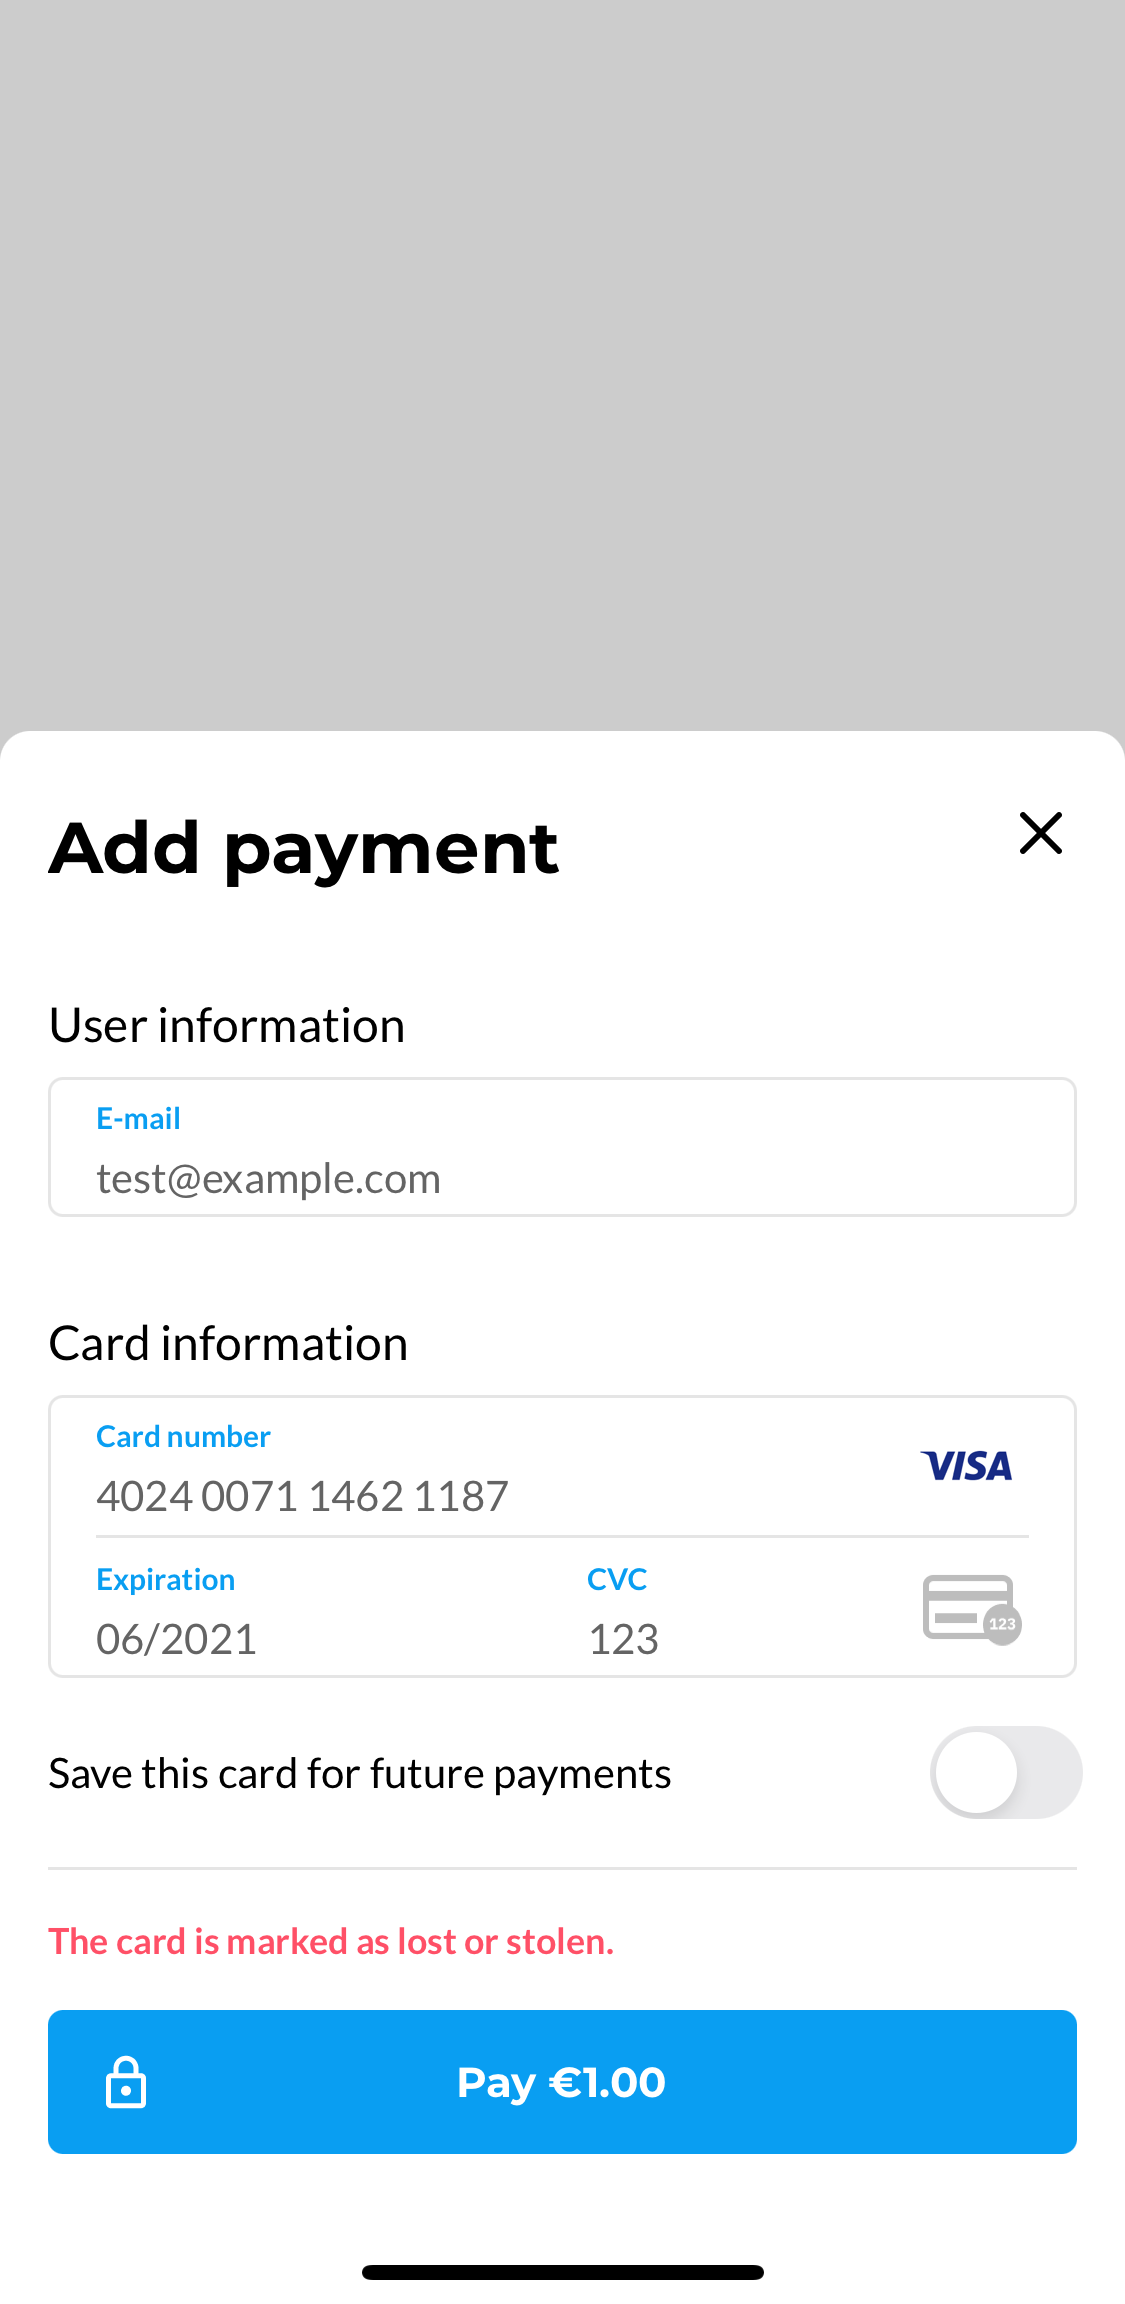 Add payment
User information
E-mail
test@example.com
Card information
Card number
4024 0071 1462 1187
VISA
Expiration
06/2021
CVC
123
123
Save this card for future payments
The card is marked as lost or stolen.
Pay €1.00